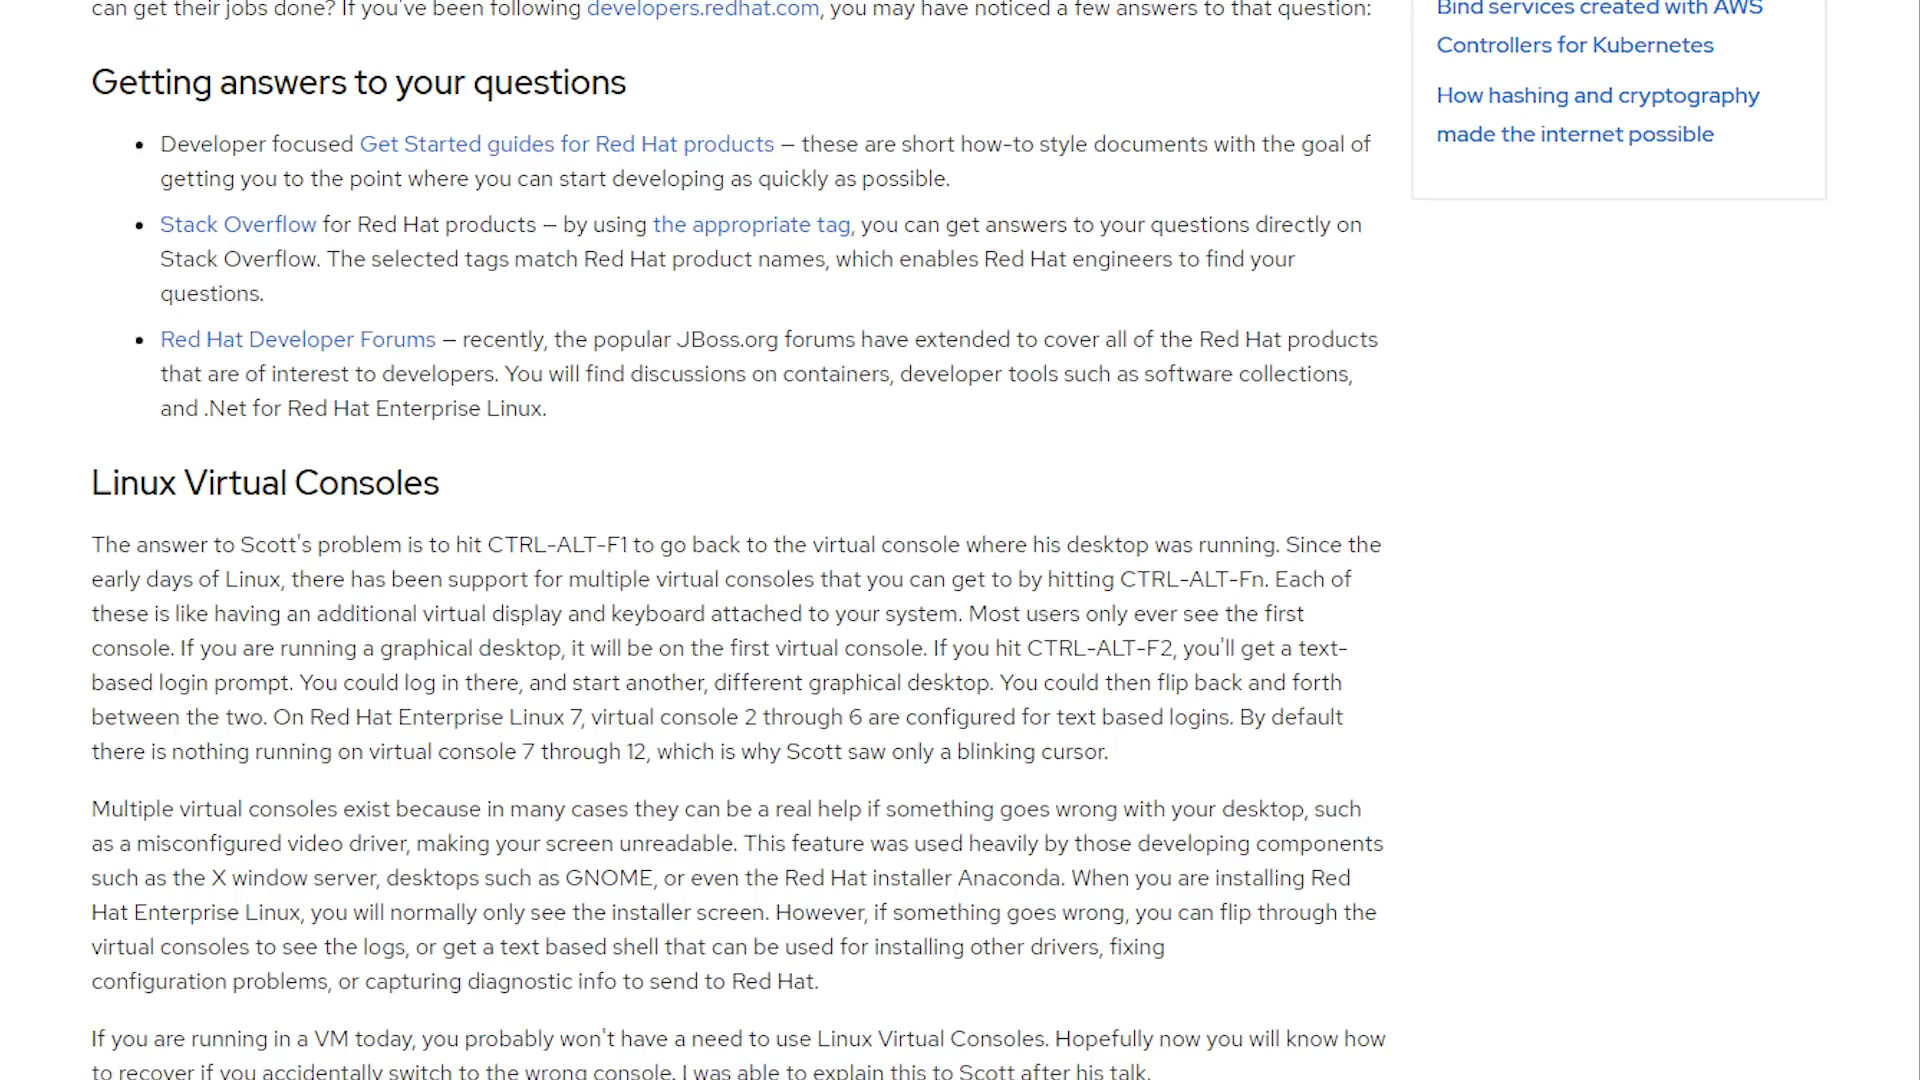 can get their jobs done? If you've been following developers.redhat.com, you may have noticed a few answers to that question:
Getting answers to your questions
• Developer focused Get Started guides for Red Hat products – these are short how-to style documents with the goal of
getting you to the point where you can start developing as quickly as possible.
• Stack Overflow for Red Hat products – by using the appropriate tag, you can get answers to your questions directly on
Stack Overflow. The selected tags match Red Hat product names, which enables Red Hat engineers to find your
questions.
• Red Hat Developer Forums – recently, the popular JBoss.org forums have extended to cover all of the Red Hat products
that are of interest to developers. You will find discussions on containers, developer tools such as software collections,
and .Net for Red Hat Enterprise Linux.
Linux Virtual Consoles
The answer to Scott's problem is to hit CTRL-ALT-F1 to go back to the virtual console where his desktop was running. Since the
early days of Linux, there has been support for multiple virtual consoles that you can get to by hitting CTRL-ALT-Fn. Each of
these is like having an additional virtual display and keyboard attached to your system. Most users only ever see the first
console. If you are running a graphical desktop, it will be on the first virtual console. If you hit CTRL-ALT-F2, you'll get a text-
based login prompt. You could log in there, and start another, different graphical desktop. You could then flip back and forth
between the two. On Red Hat Enterprise Linux 7, virtual console 2 through 6 are configured for text based logins. By default
there is nothing running on virtual console 7 through 12, which is why Scott saw only a blinking cursor.
Multiple virtual consoles exist because in many cases they can be a real help if something goes wrong with your desktop, such
as a misconfigured video driver, making your screen unreadable. This feature was used heavily by those developing components
such as the X window server, desktops such as GNOME, or even the Red Hat installer Anaconda. When you are installing Red
Hat Enterprise Linux, you will normally only see the installer screen. However, if something goes wrong, you can flip through the
virtual consoles to see the logs, or get a text based shell that can be used for installing other drivers, fixing
configuration problems, or capturing diagnostic info to send to Red Hat.
If you are running in a VM today, you probably won't have a need to use Linux Virtual Consoles. Hopefully now you will know how
to recover if you accidentally switch to the wrong console. I was able to explain this to Scott after his talk.
Bind services created with AWS
Controllers for Kubernetes
How hashing and cryptography
made the internet possible